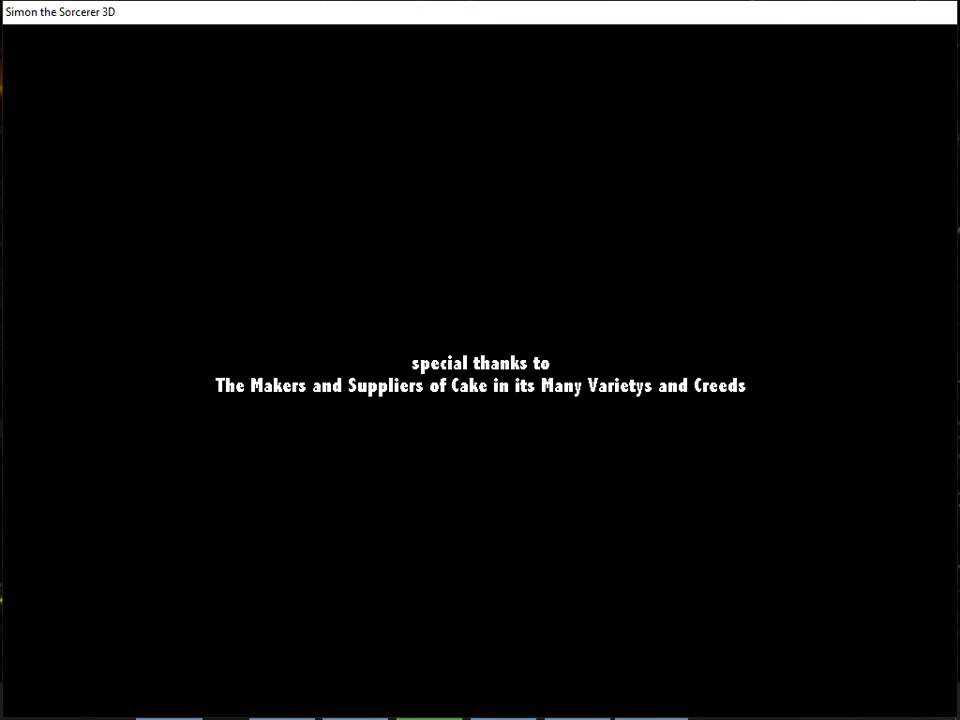 Simon the Sorcerer 3D
special thanks to
The Makers and Suppliers of Cake in its Many Varietys and Creeds